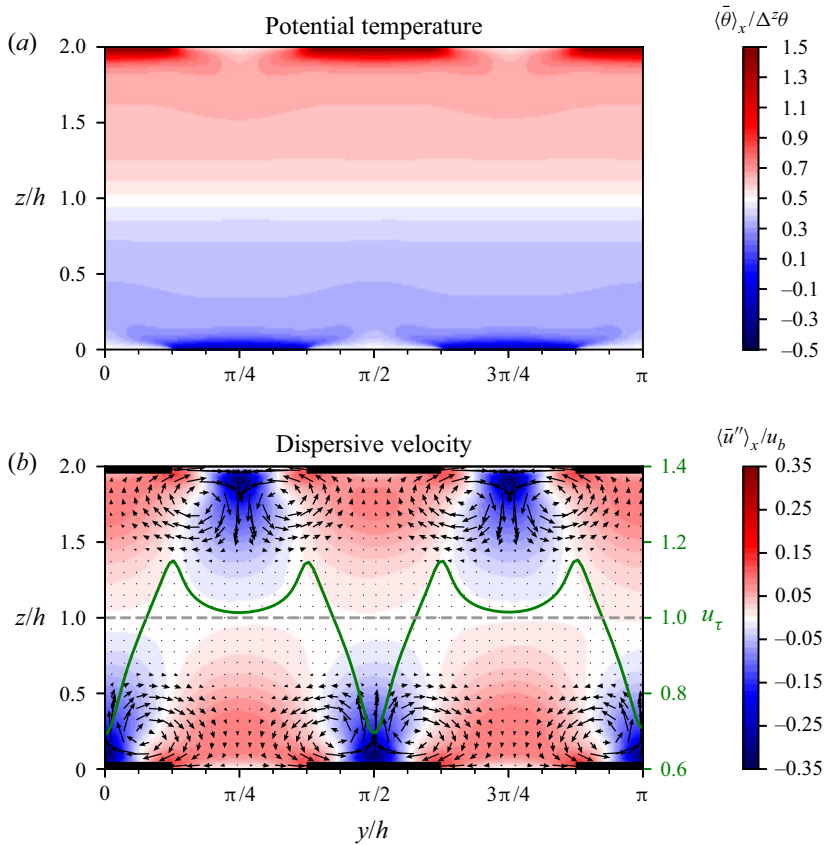 (a)
Potential temperature
⟨θ̄⟩ₓ/Δᶻθ
2.0
1.5
z/h 1.0
0.5
0
0 π/4 π/2 3π/4 π
1.5
1.3
1.1
0.9
0.7
0.5
0.3
0.1
–0.1
–0.3
–0.5
(b)
Dispersive velocity
⟨ū″⟩ₓ/u_b
2.0
1.5
z/h 1.0
0.5
0
1.4
1.2
1.0 u_τ
0.8
0.7
0.6
0 π/4 π/2 3π/4 π
y/h
0.35
0.25
0.15
0.05
–0.05
–0.15
–0.25
–0.35